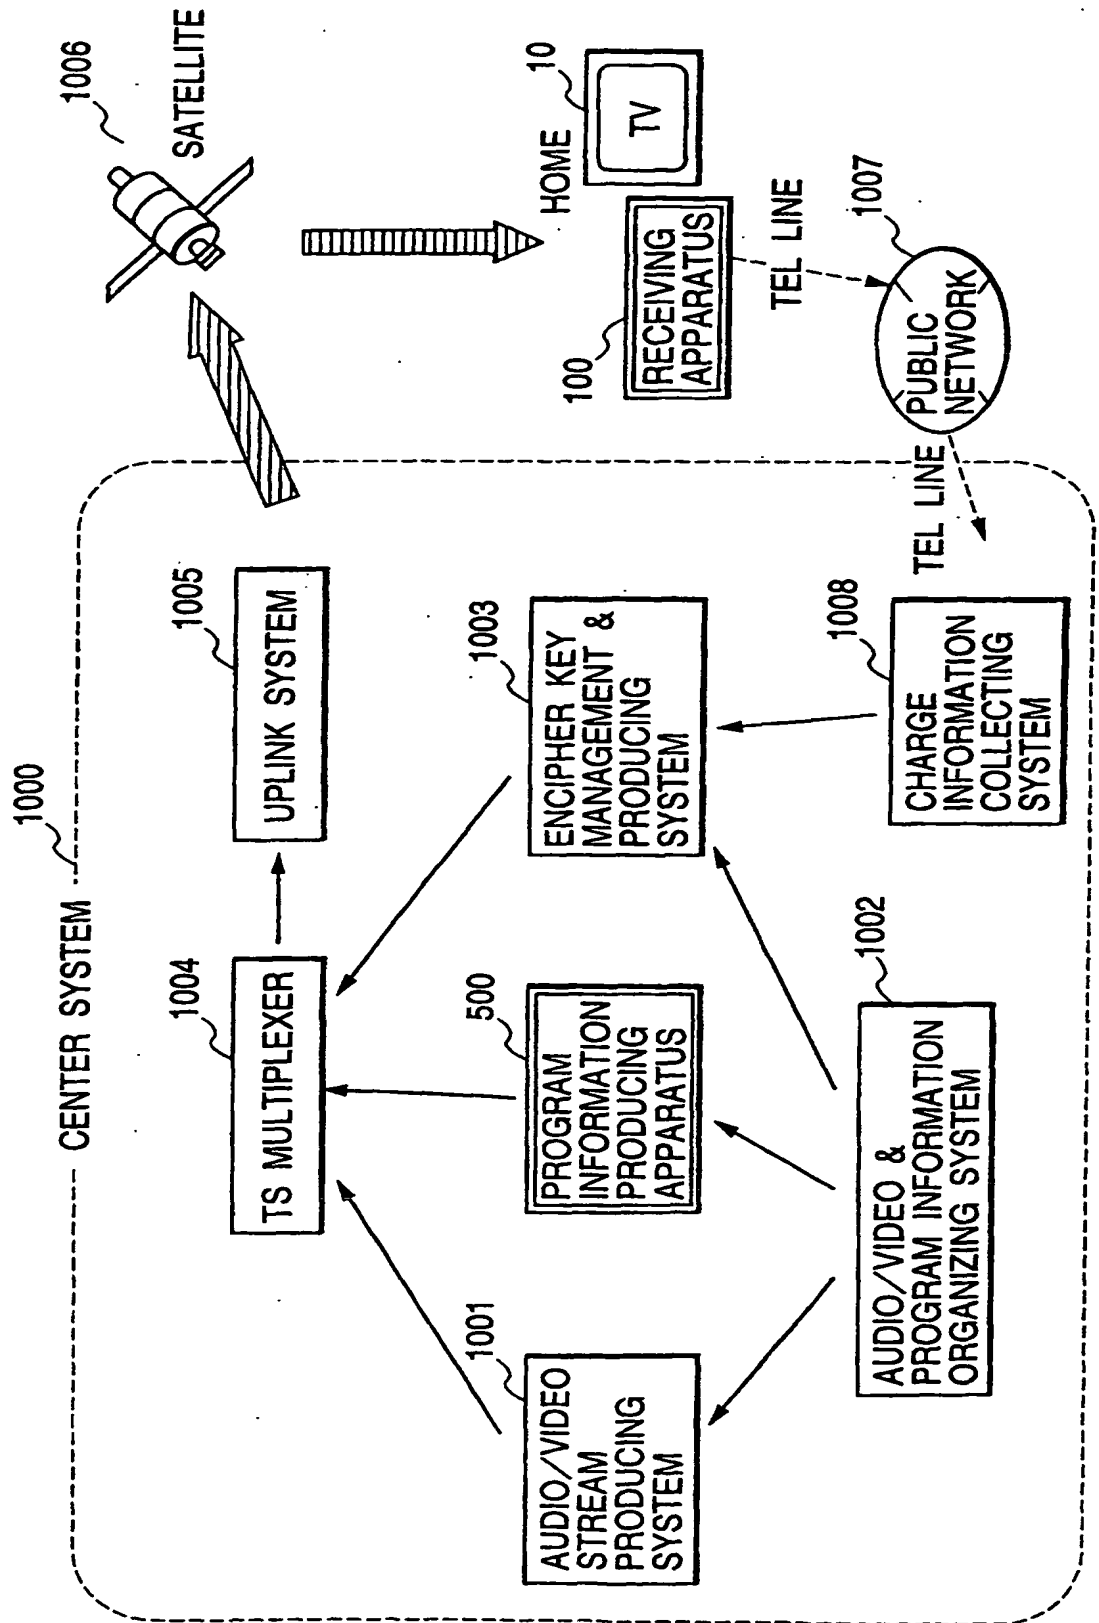 1006
SATELLITE
CENTER SYSTEM
1000
1004
TS MULTIPLEXER
1005
UPLINK SYSTEM
HOME
10
TV
100
RECEIVING
APPARATUS
TEL LINE
1007
PUBLIC
NETWORK
TEL LINE
1001
AUDIO/VIDEO
STREAM
PRODUCING
SYSTEM
500
PROGRAM
INFORMATION
PRODUCING
APPARATUS
1003
ENCIPHER KEY
MANAGEMENT &
PRODUCING
SYSTEM
1002
AUDIO/VIDEO &
PROGRAM INFORMATION
ORGANIZING SYSTEM
1008
CHARGE
INFORMATION
COLLECTING
SYSTEM